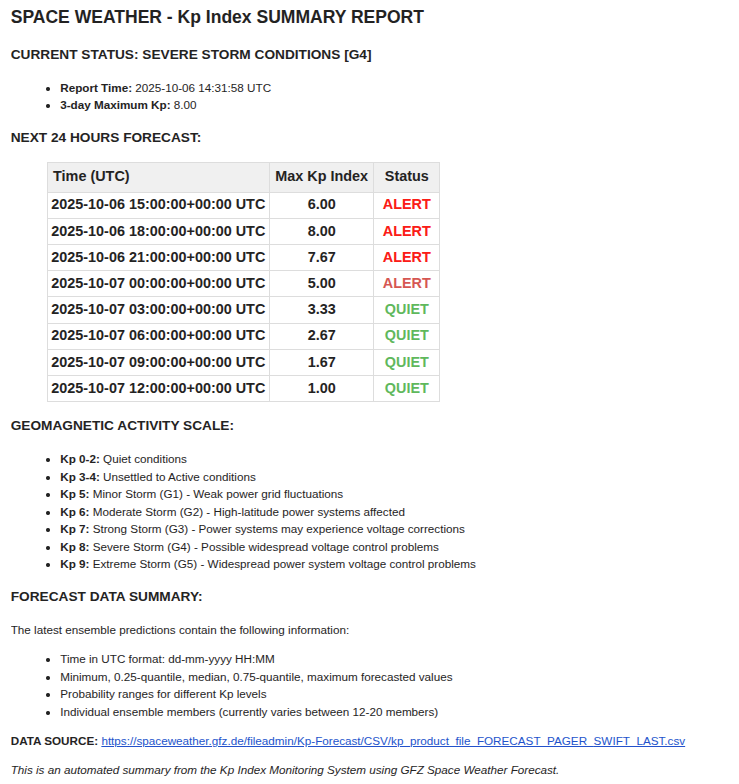 SPACE WEATHER - Kp Index SUMMARY REPORT
CURRENT STATUS: SEVERE STORM CONDITIONS [G4]
• Report Time: 2025-10-06 14:31:58 UTC
• 3-day Maximum Kp: 8.00
NEXT 24 HOURS FORECAST:
Time (UTC) Max Kp Index Status
2025-10-06 15:00:00+00:00 UTC 6.00 ALERT
2025-10-06 18:00:00+00:00 UTC 8.00 ALERT
2025-10-06 21:00:00+00:00 UTC 7.67 ALERT
2025-10-07 00:00:00+00:00 UTC 5.00 ALERT
2025-10-07 03:00:00+00:00 UTC 3.33 QUIET
2025-10-07 06:00:00+00:00 UTC 2.67 QUIET
2025-10-07 09:00:00+00:00 UTC 1.67 QUIET
2025-10-07 12:00:00+00:00 UTC 1.00 QUIET
GEOMAGNETIC ACTIVITY SCALE:
• Kp 0-2: Quiet conditions
• Kp 3-4: Unsettled to Active conditions
• Kp 5: Minor Storm (G1) - Weak power grid fluctuations
• Kp 6: Moderate Storm (G2) - High-latitude power systems affected
• Kp 7: Strong Storm (G3) - Power systems may experience voltage corrections
• Kp 8: Severe Storm (G4) - Possible widespread voltage control problems
• Kp 9: Extreme Storm (G5) - Widespread power system voltage control problems
FORECAST DATA SUMMARY:
The latest ensemble predictions contain the following information:
• Time in UTC format: dd-mm-yyyy HH:MM
• Minimum, 0.25-quantile, median, 0.75-quantile, maximum forecasted values
• Probability ranges for different Kp levels
• Individual ensemble members (currently varies between 12-20 members)
DATA SOURCE: https://spaceweather.gfz.de/fileadmin/Kp-Forecast/CSV/kp_product_file_FORECAST_PAGER_SWIFT_LAST.csv
This is an automated summary from the Kp Index Monitoring System using GFZ Space Weather Forecast.